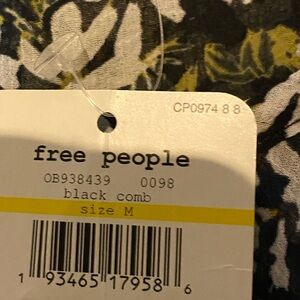 CP0974 8 8
free people
OB938439 0098
black comb
size M
1 93465 17958 6